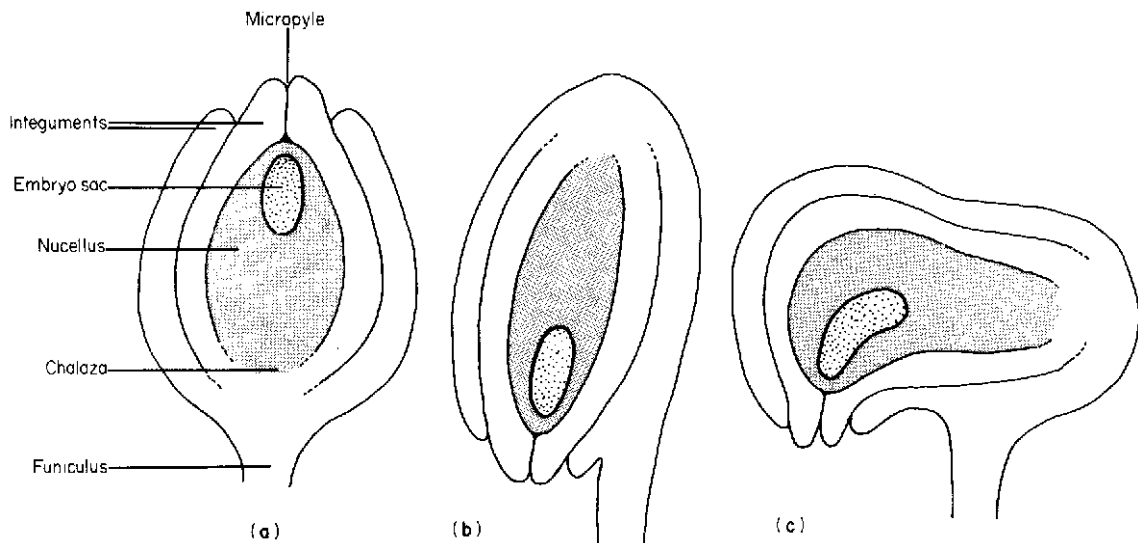 Micropyle
Integuments
Embryo sac
Nucellus
Chalaza
Funiculus
(a)
(b)
(c)